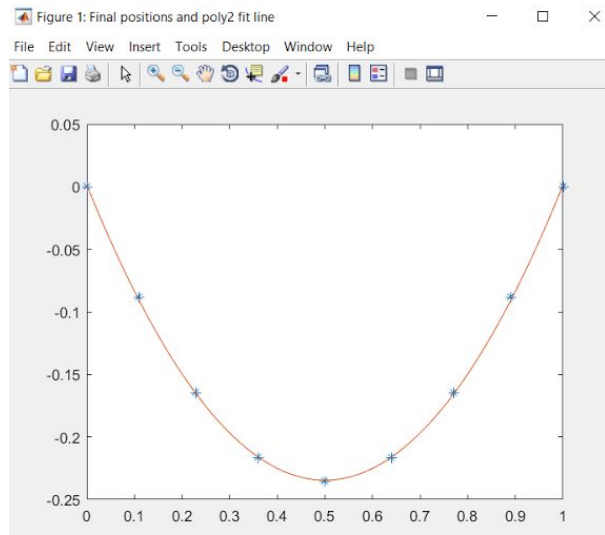 Figure 1: Final positions and poly2 fit line
File Edit View Insert Tools Desktop Window Help
0.05
0
-0.05
-0.1
-0.15
-0.2
-0.25
0 0.1 0.2 0.3 0.4 0.5 0.6 0.7 0.8 0.9 1